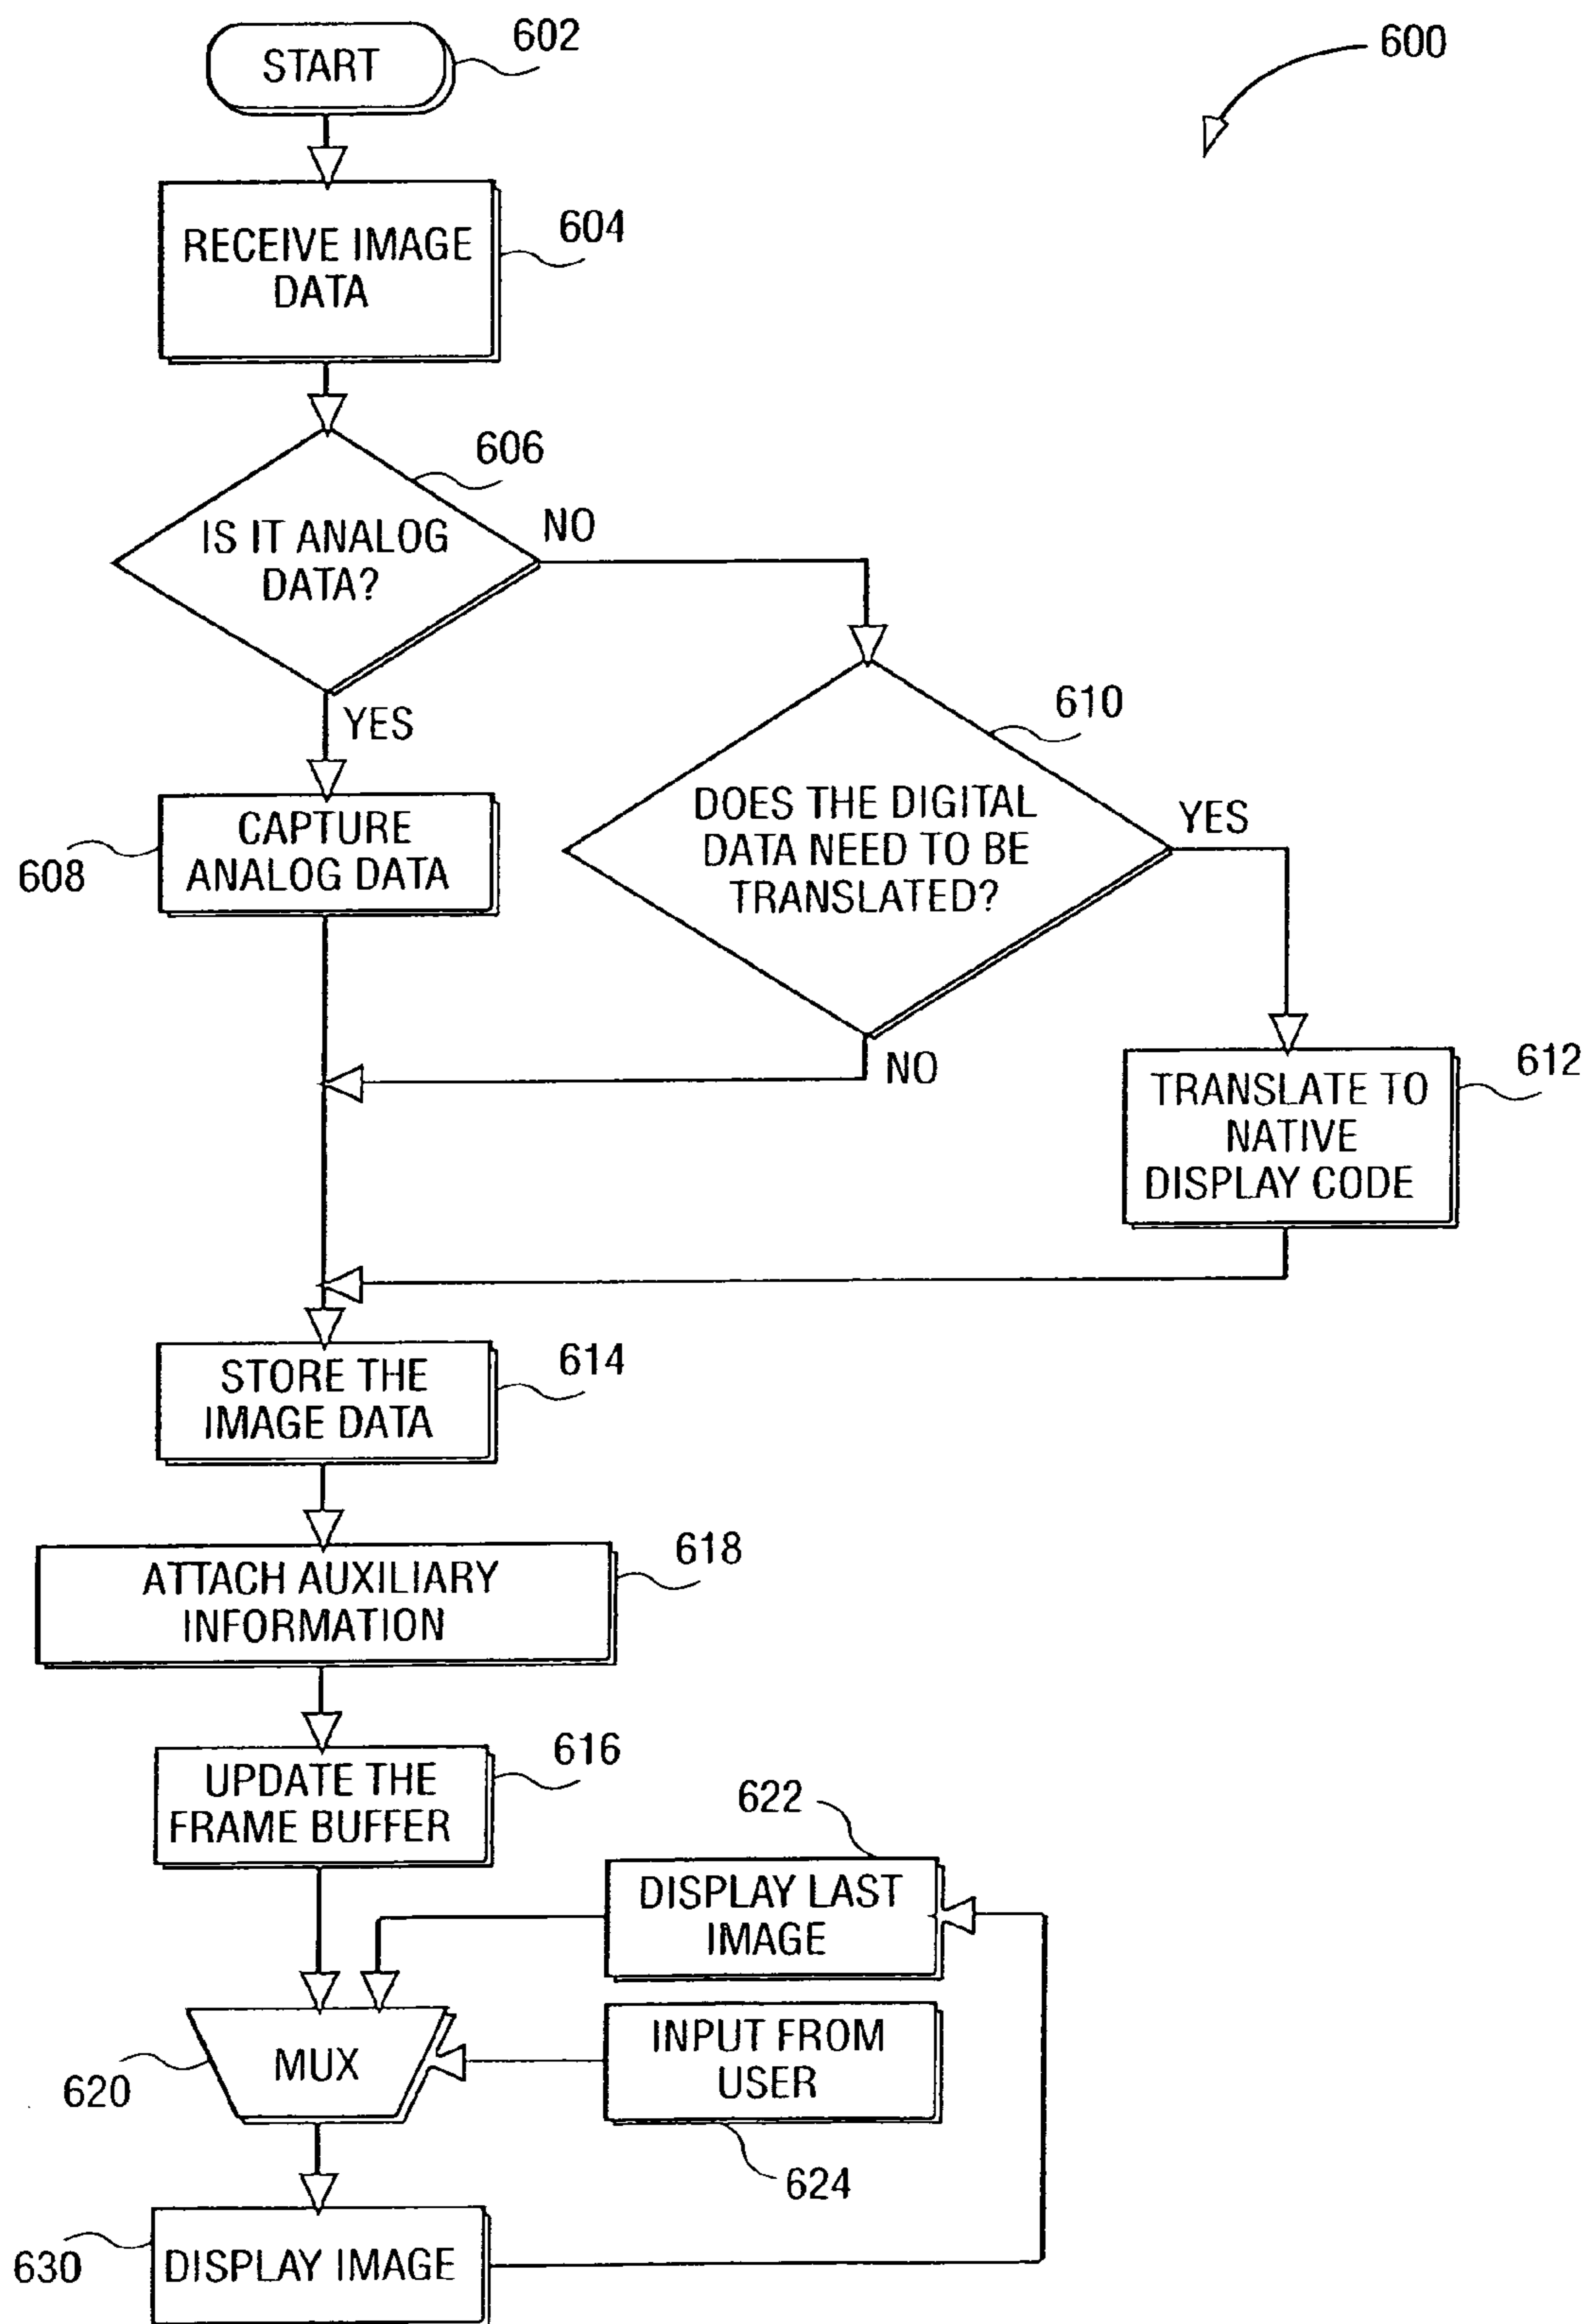 602
START
600
604
RECEIVE IMAGE
DATA
606
IS IT ANALOG
DATA?
NO
YES
610
DOES THE DIGITAL
DATA NEED TO BE
TRANSLATED?
YES
608
CAPTURE
ANALOG DATA
NO
612
TRANSLATE TO
NATIVE
DISPLAY CODE
614
STORE THE
IMAGE DATA
618
ATTACH AUXILIARY
INFORMATION
616
UPDATE THE
FRAME BUFFER
622
DISPLAY LAST
IMAGE
MUX
620
INPUT FROM
USER
624
630
DISPLAY IMAGE